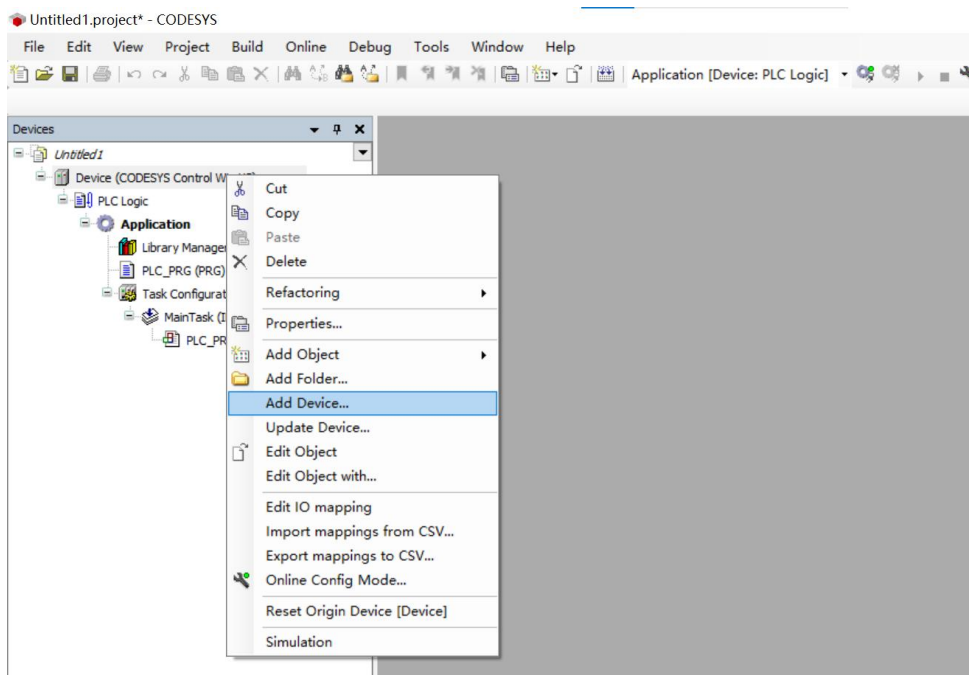 Untitled1.project* - CODESYS
File Edit View Project Build Online Debug Tools Window Help
Application [Device: PLC Logic]
Devices
Untitled1
Device (CODESYS Control
PLC Logic
Application
Library Manager
PLC_PRG (PRG)
Task Configurat
MainTask (I
PLC_PR
Cut
Copy
Paste
Delete
Refactoring
Properties...
Add Object
Add Folder...
Add Device...
Update Device...
Edit Object
Edit Object with...
Edit IO mapping
Import mappings from CSV...
Export mappings to CSV...
Online Config Mode...
Reset Origin Device [Device]
Simulation